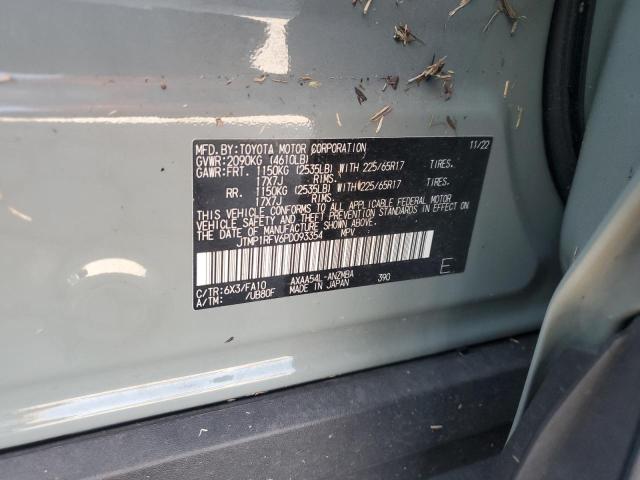 MFD. BY: TOYOTA MOTOR CORPORATION 11/22
GVWR: 2090KG (4610LB)
GAWR: FRT. 1150KG (2535LB) WITH 225/65R17 TIRES.
17X7J RIMS.
RR. 1150KG (2535LB) WITH 225/65R17 TIRES.
17X7J RIMS.
THIS VEHICLE CONFORMS TO ALL APPLICABLE FEDERAL MOTOR
VEHICLE SAFETY AND THEFT PREVENTION STANDARDS IN EFFECT
ON THE DATE OF MANUFACTURE SHOWN ABOVE.
JTMP1RFV6PD093354 MPV
C/TR: 6X3/FA10 AXAA54L-ANZMBA 390 E
A/TM: /UB80F MADE IN JAPAN